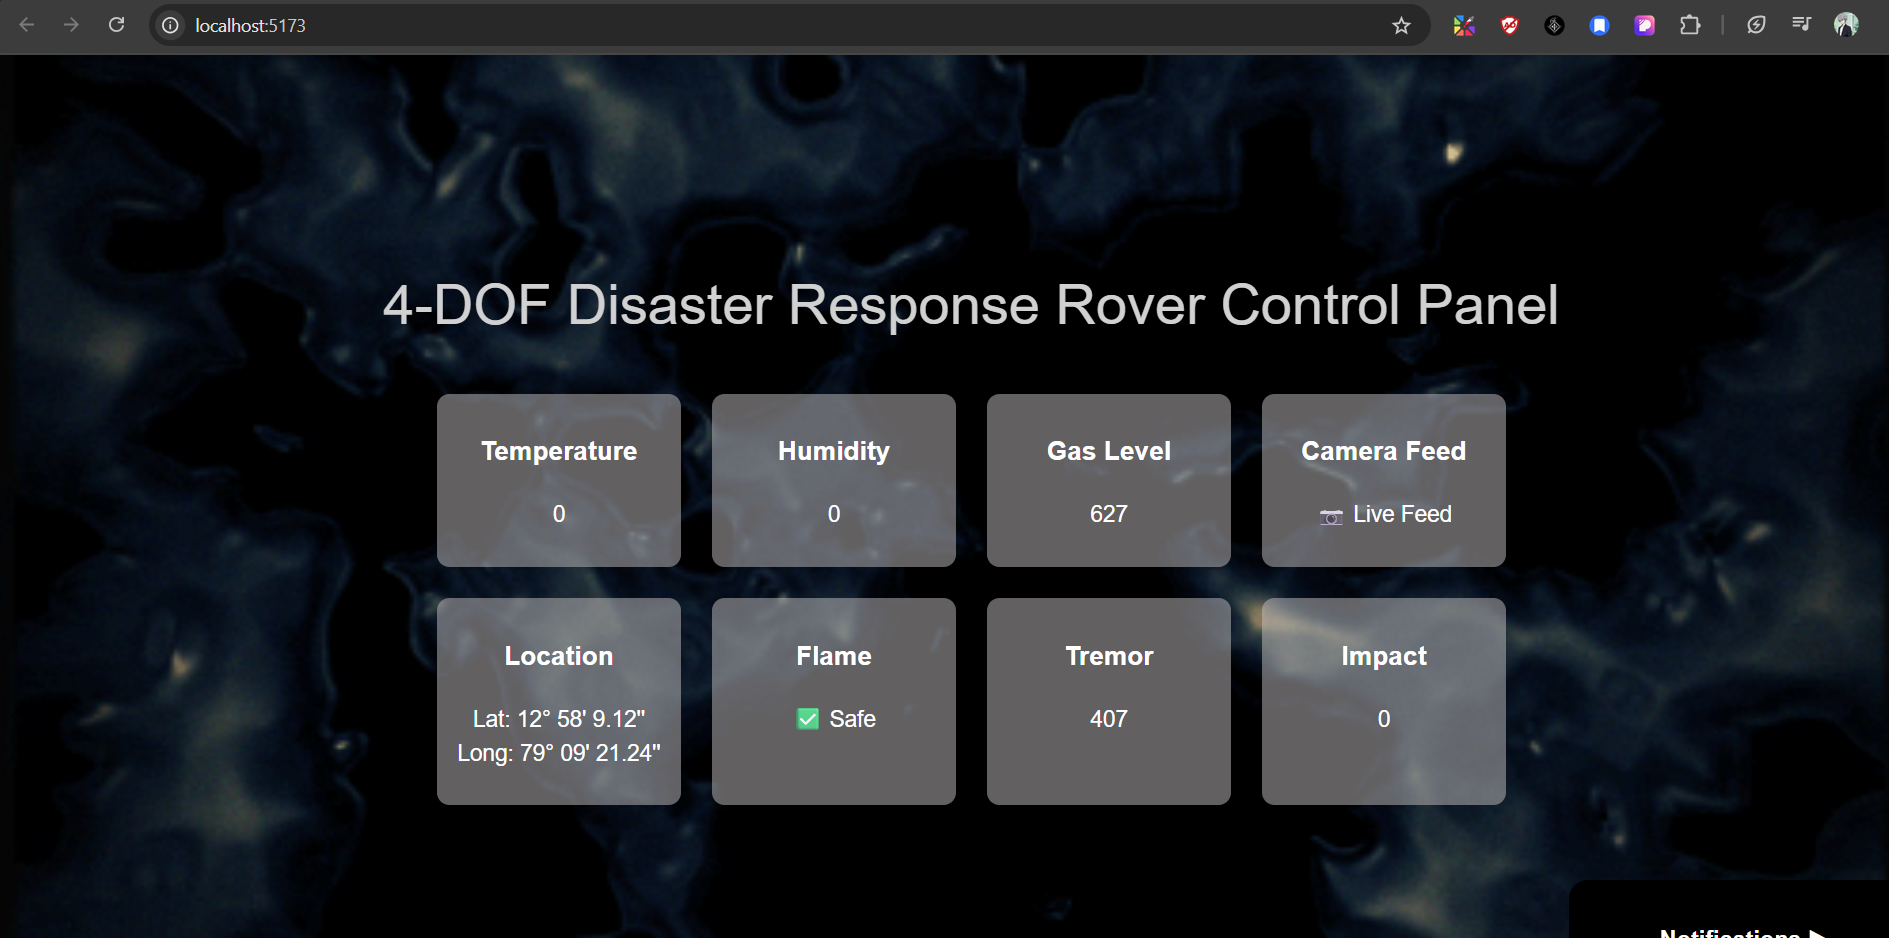 localhost:5173
4-DOF Disaster Response Rover Control Panel
Temperature
0
Humidity
0
Gas Level
627
Camera Feed
📷 Live Feed
Location
Lat: 12° 58' 9.12"
Long: 79° 09' 21.24"
Flame
✅ Safe
Tremor
407
Impact
0
Notifications ▶